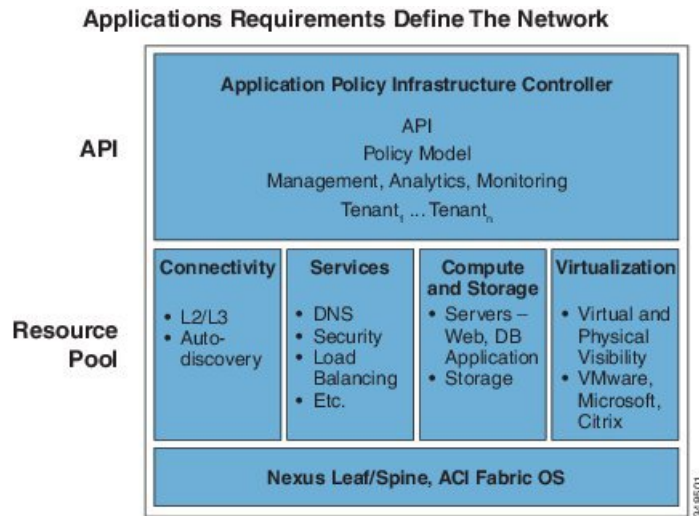 Applications Requirements Define The Network
API
Application Policy Infrastructure Controller
API
Policy Model
Management, Analytics, Monitoring
Tenant₁ ... Tenantₙ
Resource
Pool
Connectivity
• L2/L3
• Auto-
discovery
Services
• DNS
• Security
• Load
Balancing
• Etc.
Compute
and Storage
• Servers –
Web, DB
Application
• Storage
Virtualization
• Virtual and
Physical
Visibility
• VMware,
Microsoft,
Citrix
Nexus Leaf/Spine, ACI Fabric OS